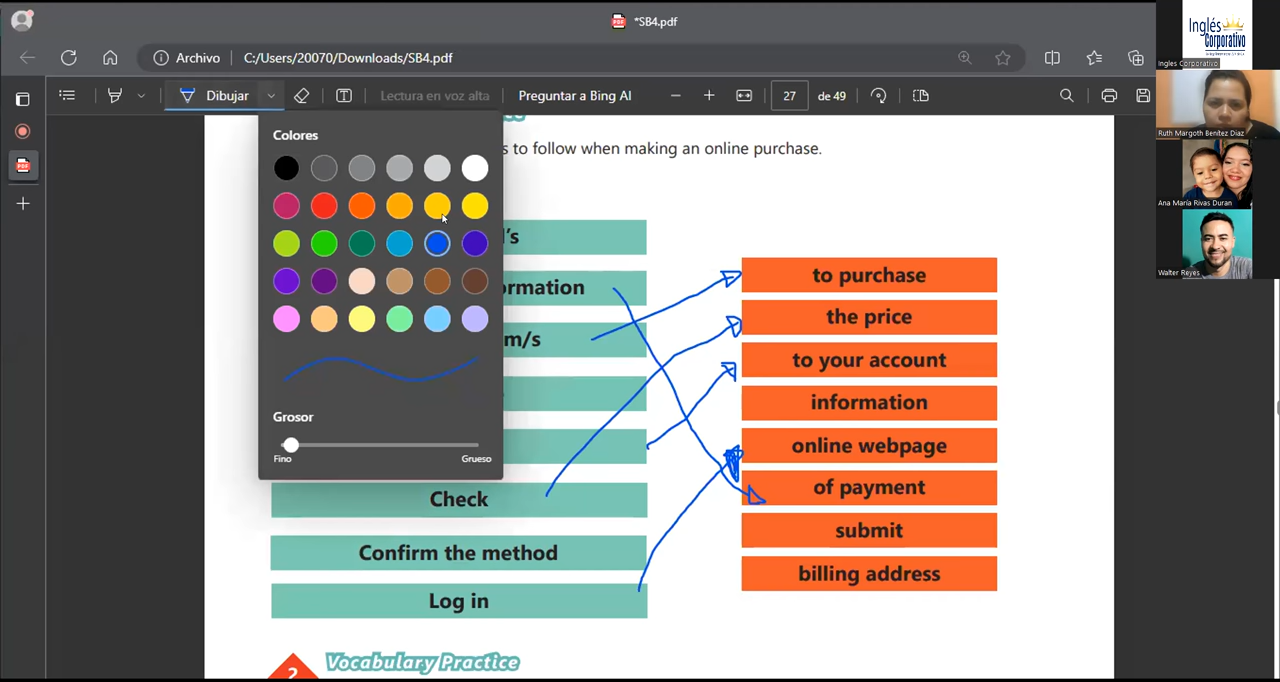 *SB4.pdf
Archivo
C:/Users/20070/Downloads/SB4.pdf
Dibujar
Lectura en voz alta
Preguntar a Bing AI
27
de 49
Inglés
Corporativo
Ingles Corporativo
Ruth Margoth Benítez Díaz
Ana María Rivas Duran
Walter Reyes
Colores
Grosor
Fino
Grueso
s to follow when making an online purchase.
's
ormation
m/s
Check
Confirm the method
Log in
to purchase
the price
to your account
information
online webpage
of payment
submit
billing address
2
Vocabulary Practice